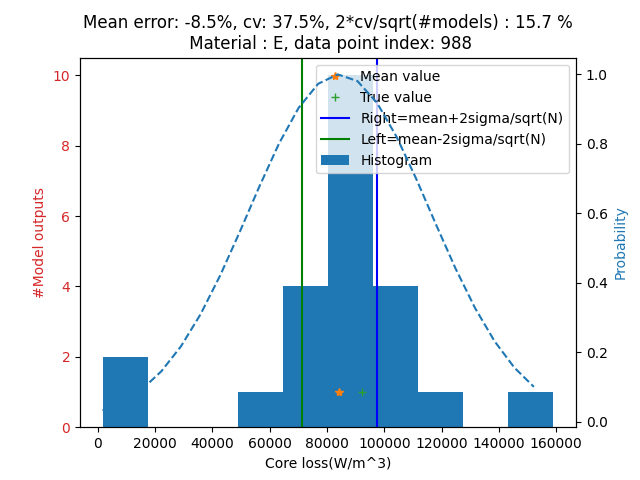 Mean error: -8.5%, cv: 37.5%, 2*cv/sqrt(#models) : 15.7 %
Material : E, data point index: 988
Mean value
True value
Right=mean+2sigma/sqrt(N)
Left=mean-2sigma/sqrt(N)
Histogram
#Model outputs
10
8
6
4
2
0
Probability
1.0
0.8
0.6
0.4
0.2
0.0
0 20000 40000 60000 80000 100000 120000 140000 160000
Core loss(W/m^3)